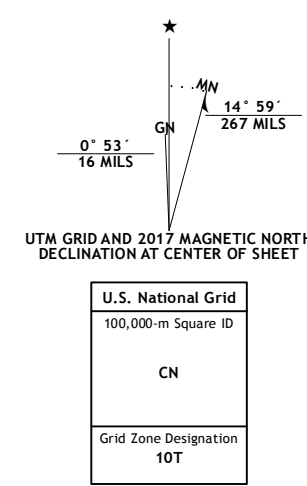 ★
MN
GN
14° 59´
267 MILS
0° 53´
16 MILS
UTM GRID AND 2017 MAGNETIC NORTH
DECLINATION AT CENTER OF SHEET
U.S. National Grid
100,000-m Square ID
CN
Grid Zone Designation
10T